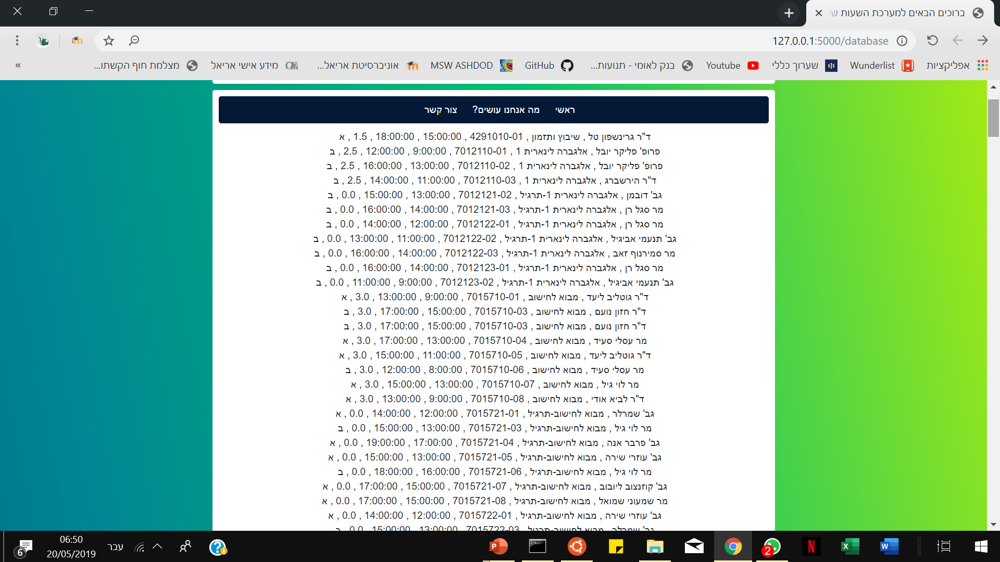 ברוכים הבאים למערכת השעות
127.0.0.1:5000/database
אפליקציות
Wunderlist
שערוך כללי
Youtube
בנק לאומי - תנועות...
GitHub
MSW ASHDOD
אוניברסיטת אריאל...
מידע אישי אריאל
מצלמת חוף הקשתו...
»
ראשי מה אנחנו עושים? צור קשר
ד"ר גרינשפון טל , שיבוץ ותזמון , 4291010-01 , 15:00:00 , 18:00:00 , 1.5 , א
פרופ' פליקר יובל , אלגברה לינארית 1 , 7012110-01 , 9:00:00 , 12:00:00 , 2.5 , ב
פרופ' פליקר יובל , אלגברה לינארית 1 , 7012110-02 , 13:00:00 , 16:00:00 , 2.5 , ב
ד"ר הירשברג , אלגברה לינארית 1 , 7012110-03 , 11:00:00 , 14:00:00 , 2.5 , ב
גב' דובמן , אלגברה לינארית 1-תרגיל , 7012121-02 , 13:00:00 , 15:00:00 , 0.0 , ב
מר סגל רן , אלגברה לינארית 1-תרגיל , 7012121-03 , 14:00:00 , 16:00:00 , 0.0 , ב
מר סגל רן , אלגברה לינארית 1-תרגיל , 7012122-01 , 12:00:00 , 14:00:00 , 0.0 , ב
גב' תנעמי אביגיל , אלגברה לינארית 1-תרגיל , 7012122-02 , 11:00:00 , 13:00:00 , 0.0 , ב
מר סמירנוף זאב , אלגברה לינארית 1-תרגיל , 7012122-03 , 14:00:00 , 16:00:00 , 0.0 , ב
מר סגל רן , אלגברה לינארית 1-תרגיל , 7012123-01 , 14:00:00 , 16:00:00 , 0.0 , ב
גב' תנעמי אביגיל , אלגברה לינארית 1-תרגיל , 7012123-02 , 9:00:00 , 11:00:00 , 0.0 , ב
ד"ר גוטליב ליעד , מבוא לחישוב , 7015710-01 , 9:00:00 , 13:00:00 , 3.0 , א
ד"ר חזון נועם , מבוא לחישוב , 7015710-03 , 15:00:00 , 17:00:00 , 3.0 , ב
ד"ר חזון נועם , מבוא לחישוב , 7015710-03 , 15:00:00 , 17:00:00 , 3.0 , ב
מר עסלי סעיד , מבוא לחישוב , 7015710-04 , 13:00:00 , 17:00:00 , 3.0 , א
ד"ר גוטליב ליעד , מבוא לחישוב , 7015710-05 , 11:00:00 , 15:00:00 , 3.0 , א
מר עסלי סעיד , מבוא לחישוב , 7015710-06 , 8:00:00 , 12:00:00 , 3.0 , ב
מר לוי גיל , מבוא לחישוב , 7015710-07 , 13:00:00 , 15:00:00 , 3.0 , א
ד"ר לביא אודי , מבוא לחישוב , 7015710-08 , 9:00:00 , 13:00:00 , 3.0 , א
גב' שמרלר , מבוא לחישוב-תרגיל , 7015721-01 , 12:00:00 , 14:00:00 , 0.0 , א
מר לוי גיל , מבוא לחישוב-תרגיל , 7015721-03 , 13:00:00 , 15:00:00 , 0.0 , ב
גב' פרבר אנה , מבוא לחישוב-תרגיל , 7015721-04 , 17:00:00 , 19:00:00 , 0.0 , א
גב' עוזרי שירה , מבוא לחישוב-תרגיל , 7015721-05 , 13:00:00 , 15:00:00 , 0.0 , א
מר לוי גיל , מבוא לחישוב-תרגיל , 7015721-06 , 16:00:00 , 18:00:00 , 0.0 , ב
גב' קוזנצוב ליובוב , מבוא לחישוב-תרגיל , 7015721-07 , 15:00:00 , 17:00:00 , 0.0 , א
מר שמעוני שמואל , מבוא לחישוב-תרגיל , 7015721-08 , 15:00:00 , 17:00:00 , 0.0 , א
גב' עוזרי שירה , מבוא לחישוב-תרגיל , 7015722-01 , 12:00:00 , 14:00:00 , 0.0 , א
גב' שמרלר , מבוא לחישוב-תרגיל , 7015722-03 , 13:00:00 , 15:00:00 , 0.0 , ב
06:50
20/05/2019
עבר
6
2